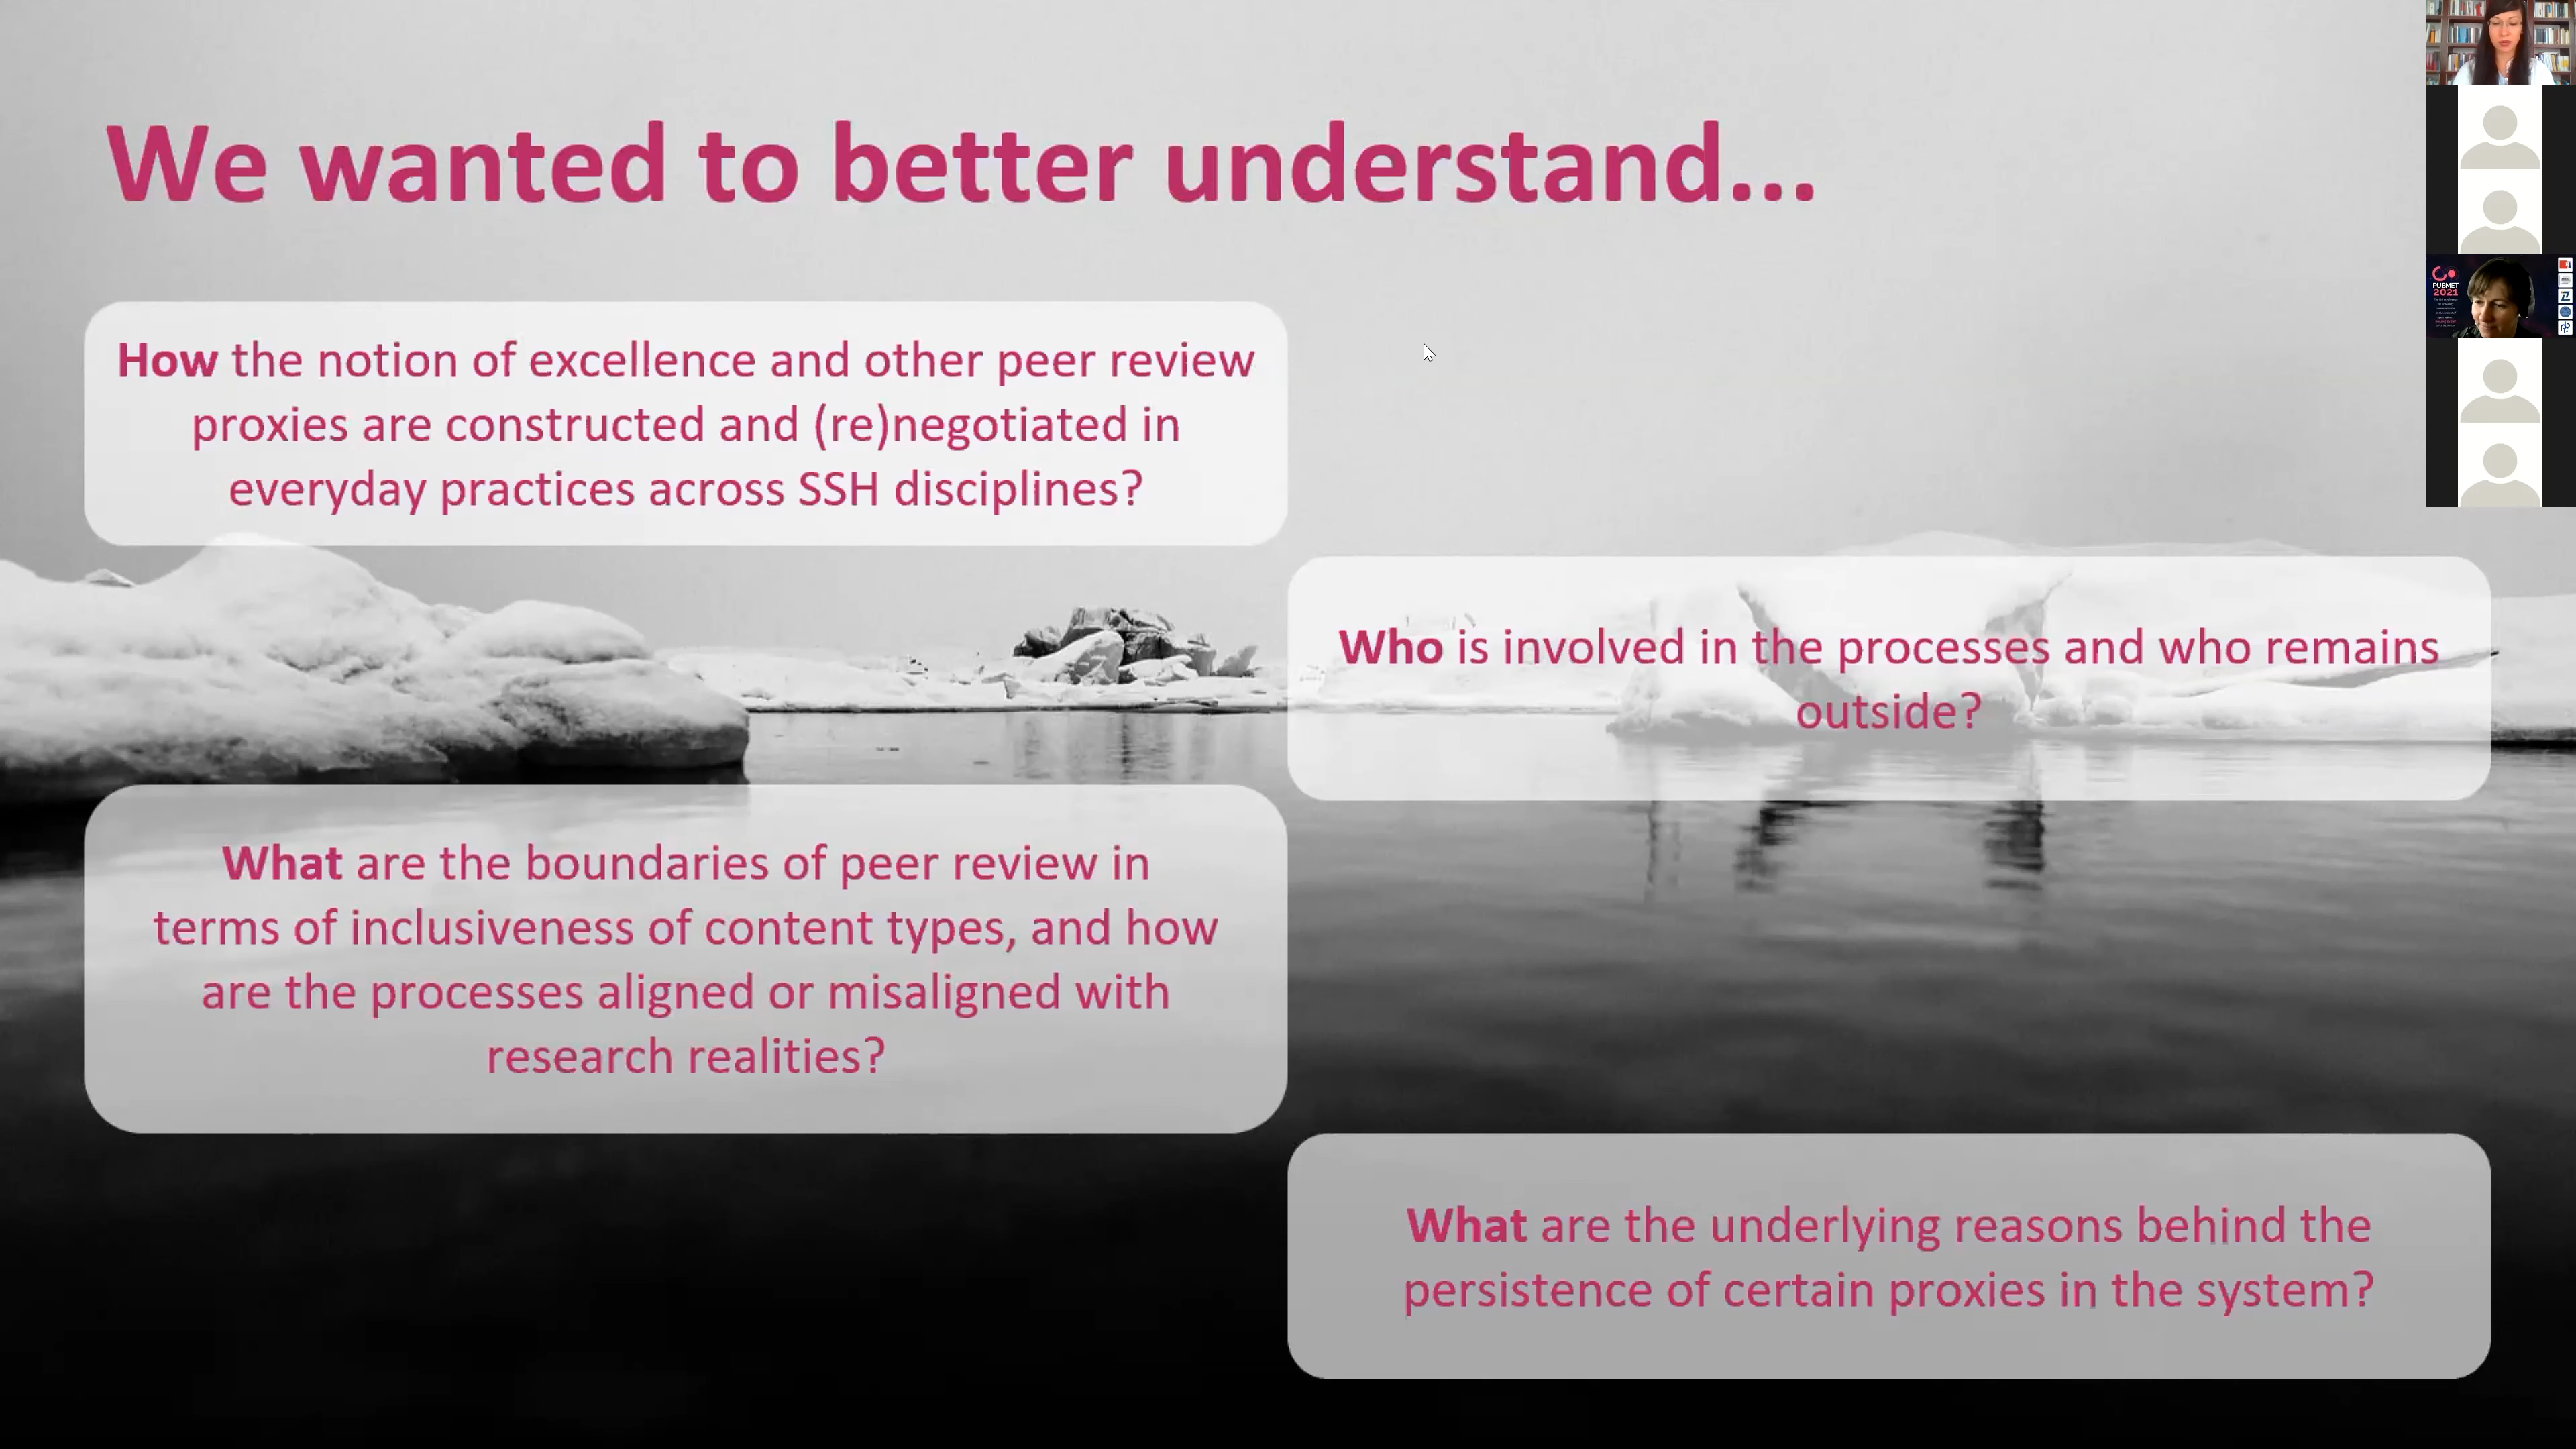 We wanted to better understand...
How the notion of excellence and other peer review
proxies are constructed and (re)negotiated in
everyday practices across SSH disciplines?
Who is involved in the processes and who remains
outside?
What are the boundaries of peer review in
terms of inclusiveness of content types, and how
are the processes aligned or misaligned with
research realities?
What are the underlying reasons behind the
persistence of certain proxies in the system?
PUBMET
2021